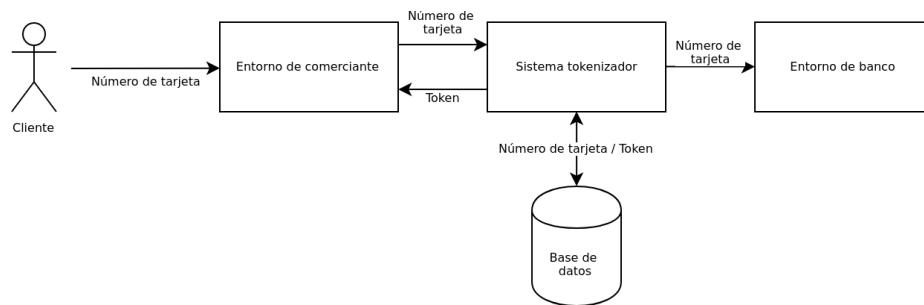 Número de
tarjeta
Número de
tarjeta
Entorno de comerciante
Sistema tokenizador
Entorno de banco
Número de tarjeta
Token
Cliente
Número de tarjeta / Token
Base de
datos